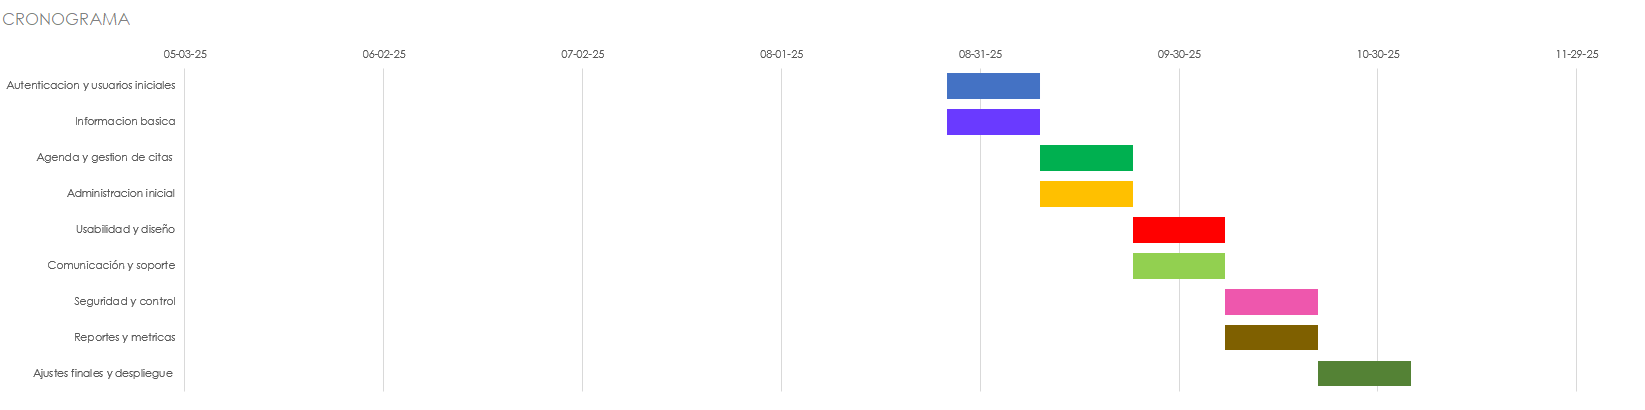 CRONOGRAMA
05-03-25 06-02-25 07-02-25 08-01-25 08-31-25 09-30-25 10-30-25 11-29-25
Autenticacion y usuarios iniciales
Informacion basica
Agenda y gestion de citas
Administracion inicial
Usabilidad y diseño
Comunicación y soporte
Seguridad y control
Reportes y metricas
Ajustes finales y despliegue